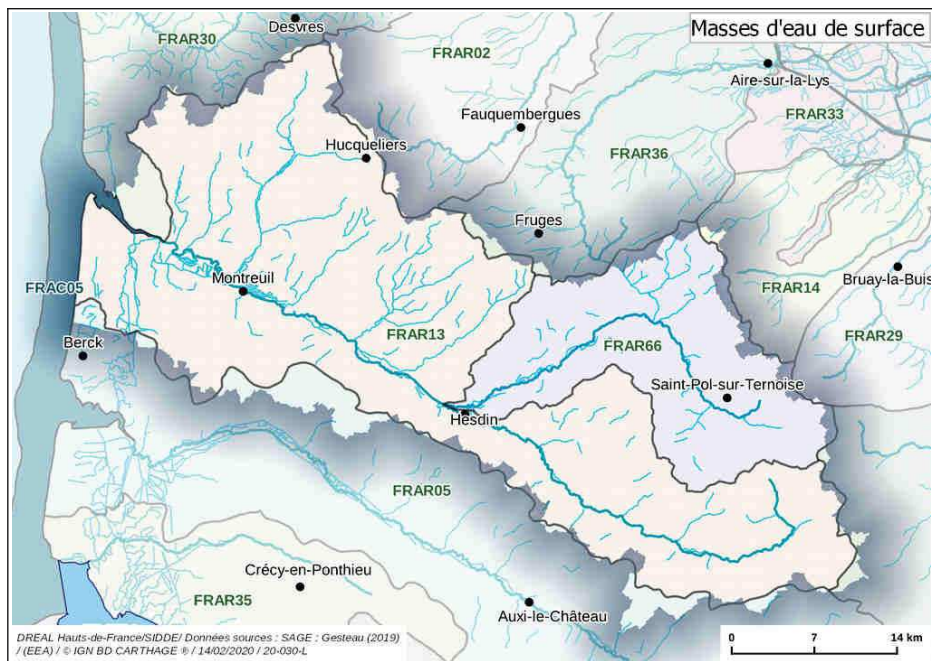 Masses d'eau de surface
Desvres
FRAR30
FRAR02
Aire-sur-la-Lys
Fauquembergues
FRAR33
Hucqueliers
FRAR36
Fruges
Montreuil
FRAC05
FRAR14
Bruay-la-Buis
FRAR13
FRAR29
Berck
FRAR66
Saint-Pol-sur-Ternoise
Hesdin
FRAR05
Crécy-en-Ponthieu
FRAR35
Auxi-le-Château
DREAL Hauts-de-France/SIDDE/ Données sources : SAGE : Gesteau (2019)
/ (EEA) / © IGN BD CARTHAGE ® / 14/02/2020 / 20-030-L
0 7 14 km